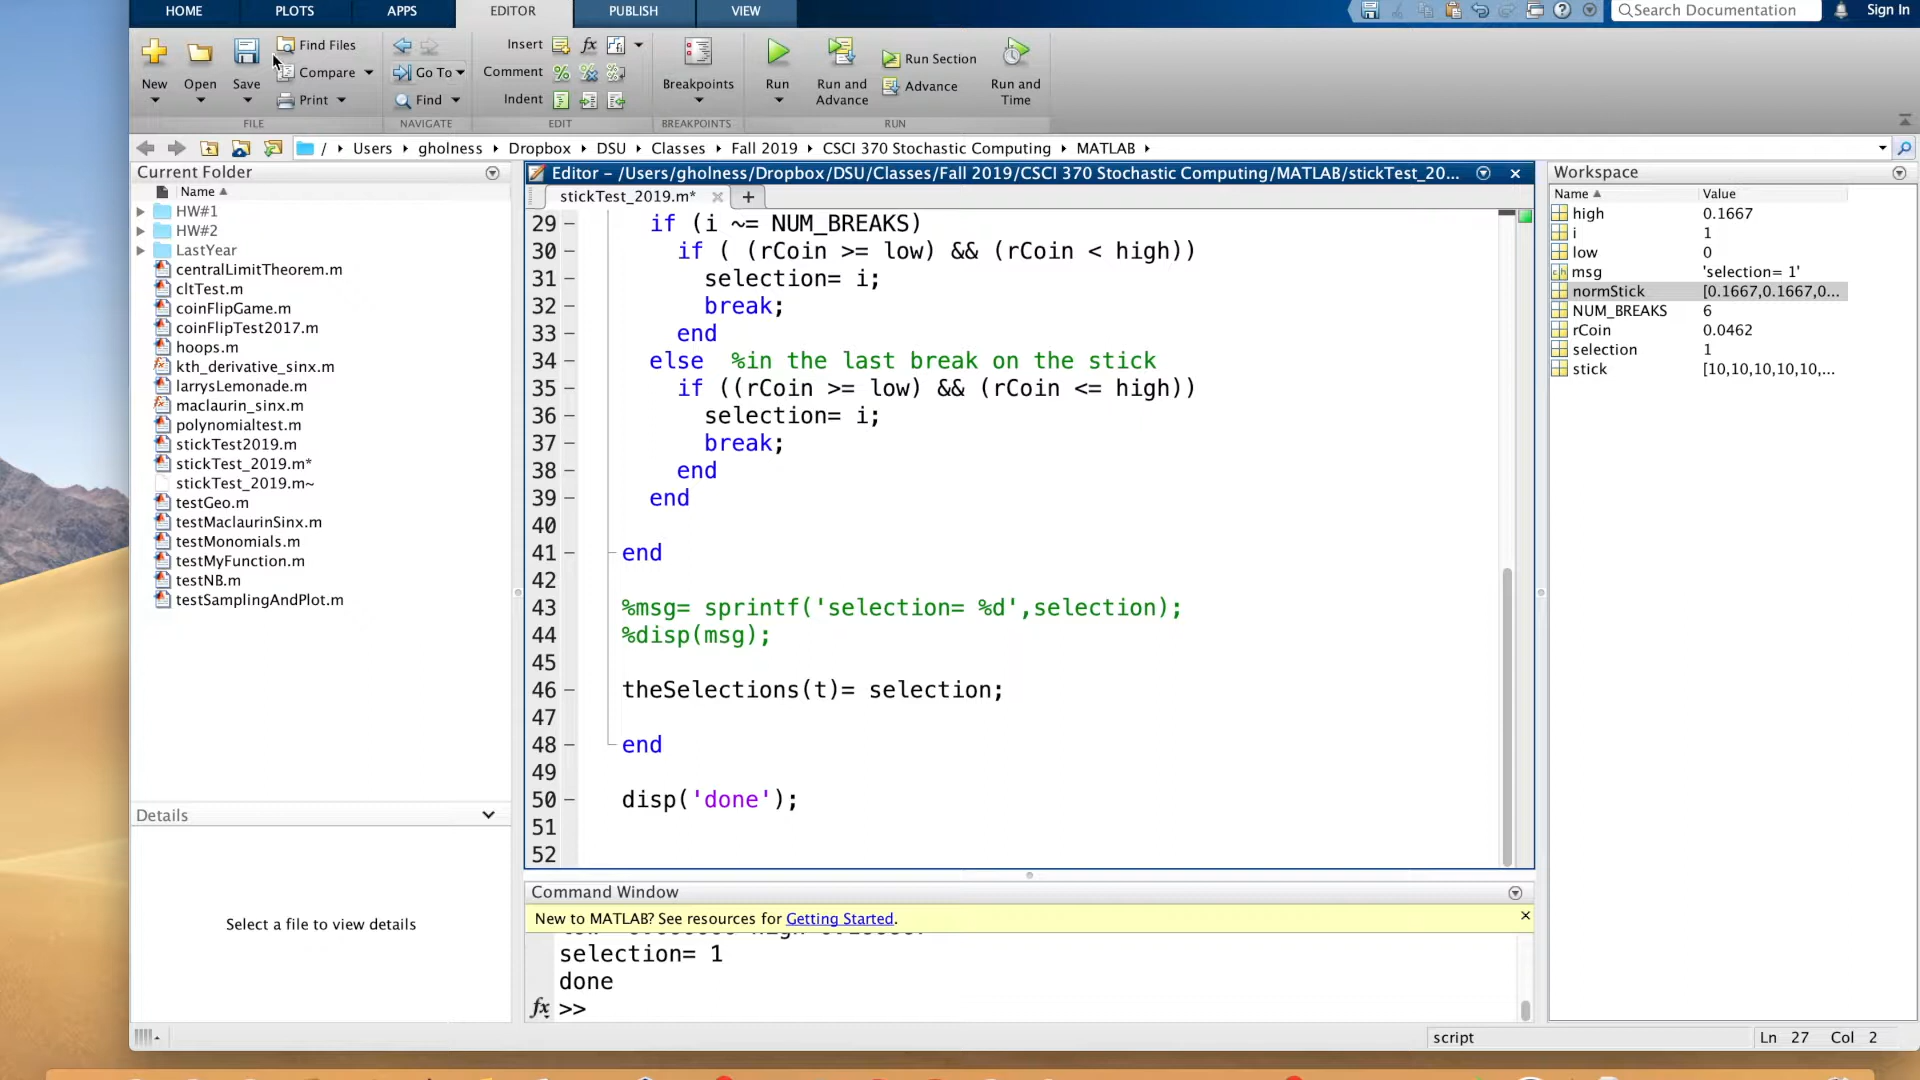 HOME PLOTS APPS EDITOR PUBLISH VIEW
Search Documentation Sign In
New Open Save Find Files Compare Print
FILE
Go To Find
NAVIGATE
Insert fx
Comment
Indent
EDIT
Breakpoints
BREAKPOINTS
Run Run and Advance Run Section Advance Run and Time
RUN
/ Users gholness Dropbox DSU Classes Fall 2019 CSCI 370 Stochastic Computing MATLAB
Current Folder
Name
HW#1
HW#2
LastYear
centralLimitTheorem.m
cltTest.m
coinFlipGame.m
coinFlipTest2017.m
hoops.m
kth_derivative_sinx.m
larrysLemonade.m
maclaurin_sinx.m
polynomialtest.m
stickTest2019.m
stickTest_2019.m*
stickTest_2019.m~
testGeo.m
testMaclaurinSinx.m
testMonomials.m
testMyFunction.m
testNB.m
testSamplingAndPlot.m
Details
Select a file to view details
Editor - /Users/gholness/Dropbox/DSU/Classes/Fall 2019/CSCI 370 Stochastic Computing/MATLAB/stickTest_20...
stickTest_2019.m*
29 – if (i ~= NUM_BREAKS)
30 – if ( (rCoin >= low) && (rCoin < high))
31 – selection= i;
32 – break;
33 – end
34 – else %in the last break on the stick
35 – if ((rCoin >= low) && (rCoin <= high))
36 – selection= i;
37 – break;
38 – end
39 – end
40
41 – end
42
43 %msg= sprintf('selection= %d',selection);
44 %disp(msg);
45
46 – theSelections(t)= selection;
47
48 – end
49
50 – disp('done');
51
52
Command Window
New to MATLAB? See resources for Getting Started.
selection= 1
done
fx >>
Workspace
Name Value
high 0.1667
i 1
low 0
msg 'selection= 1'
normStick [0.1667,0.1667,0...
NUM_BREAKS 6
rCoin 0.0462
selection 1
stick [10,10,10,10,10,...
script Ln 27 Col 2